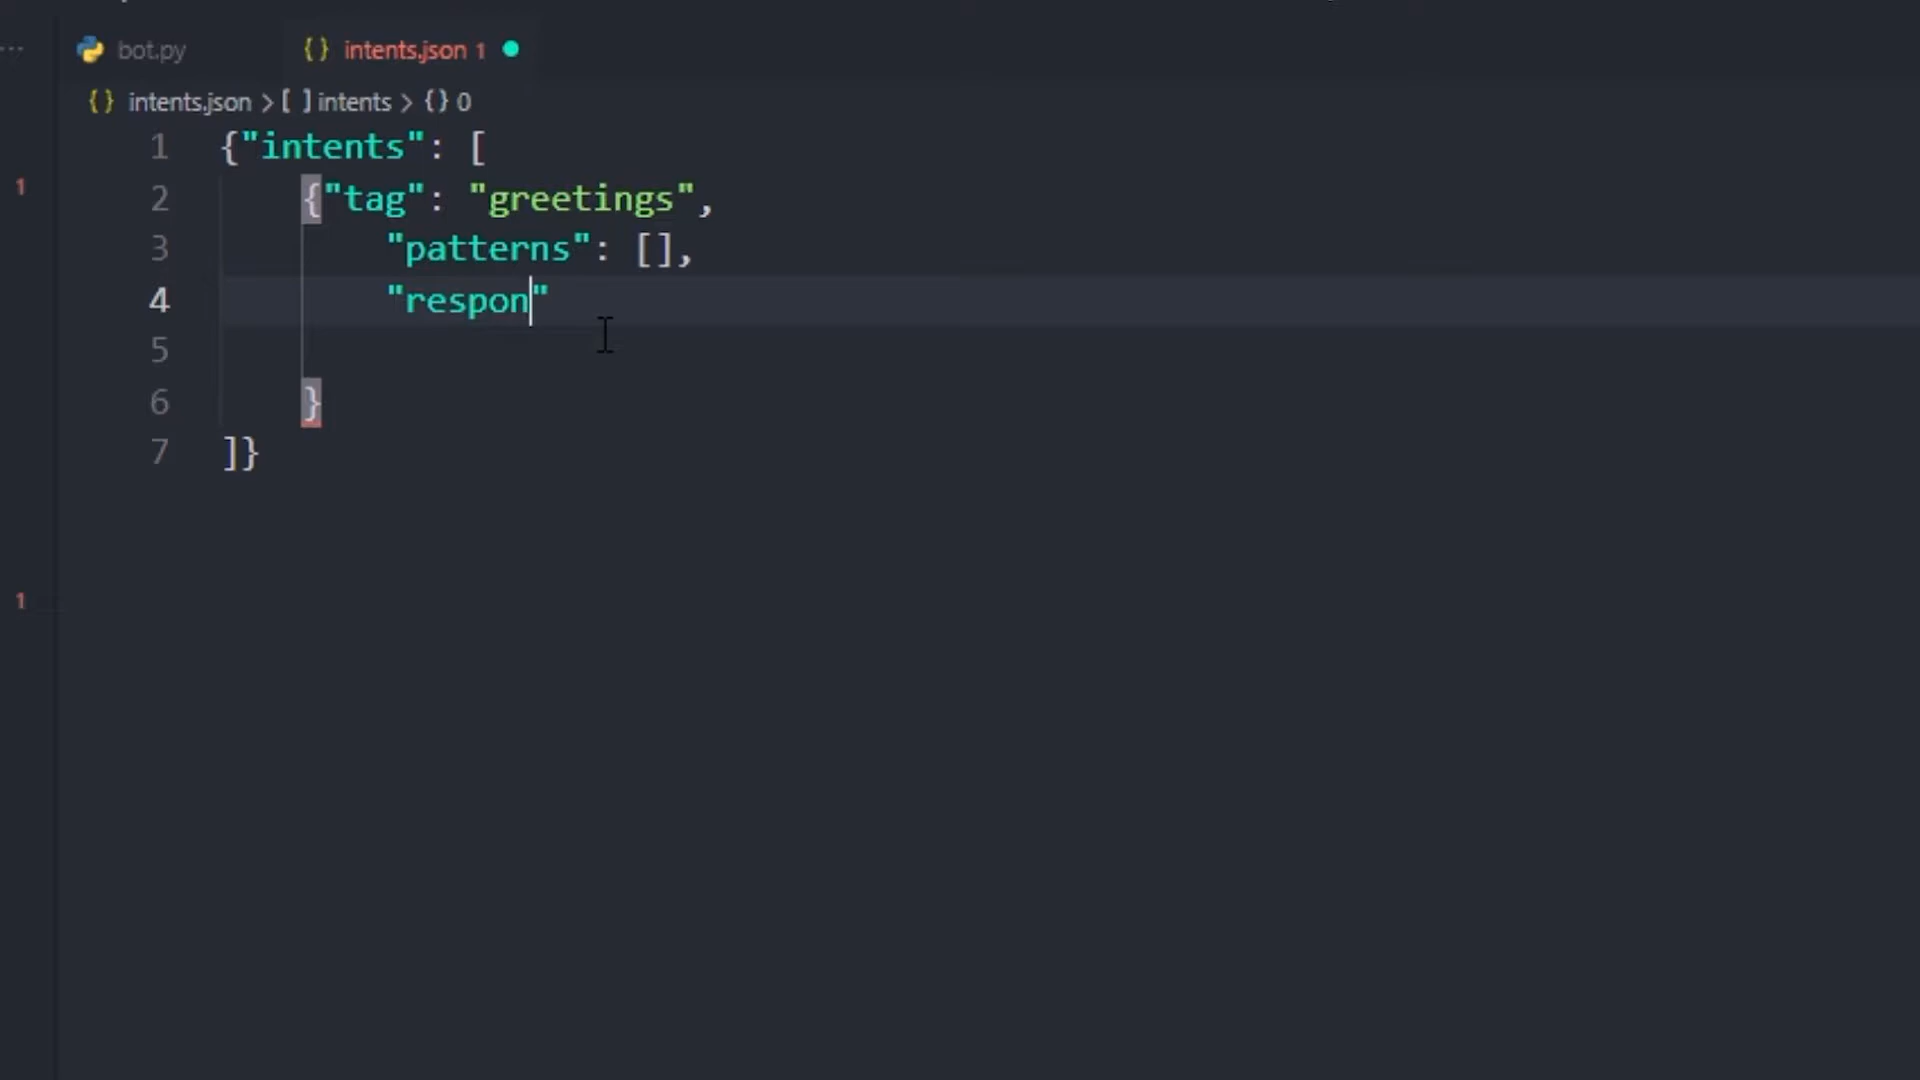 bot.py
intents.json 1
intents.json > [ ] intents > {} 0
1 {"intents": [
1
2 {"tag": "greetings",
3 "patterns": [],
4 "respon"
5
6 }
7 ]}
1